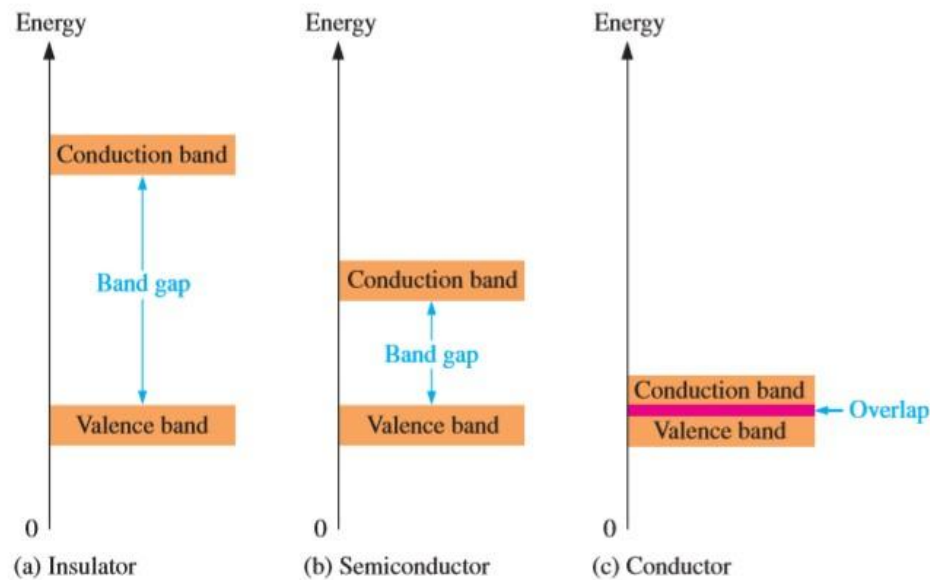 Energy
Conduction band
Band gap
Valence band
0
(a) Insulator
Energy
Conduction band
Band gap
Valence band
0
(b) Semiconductor
Energy
Conduction band
Overlap
Valence band
0
(c) Conductor